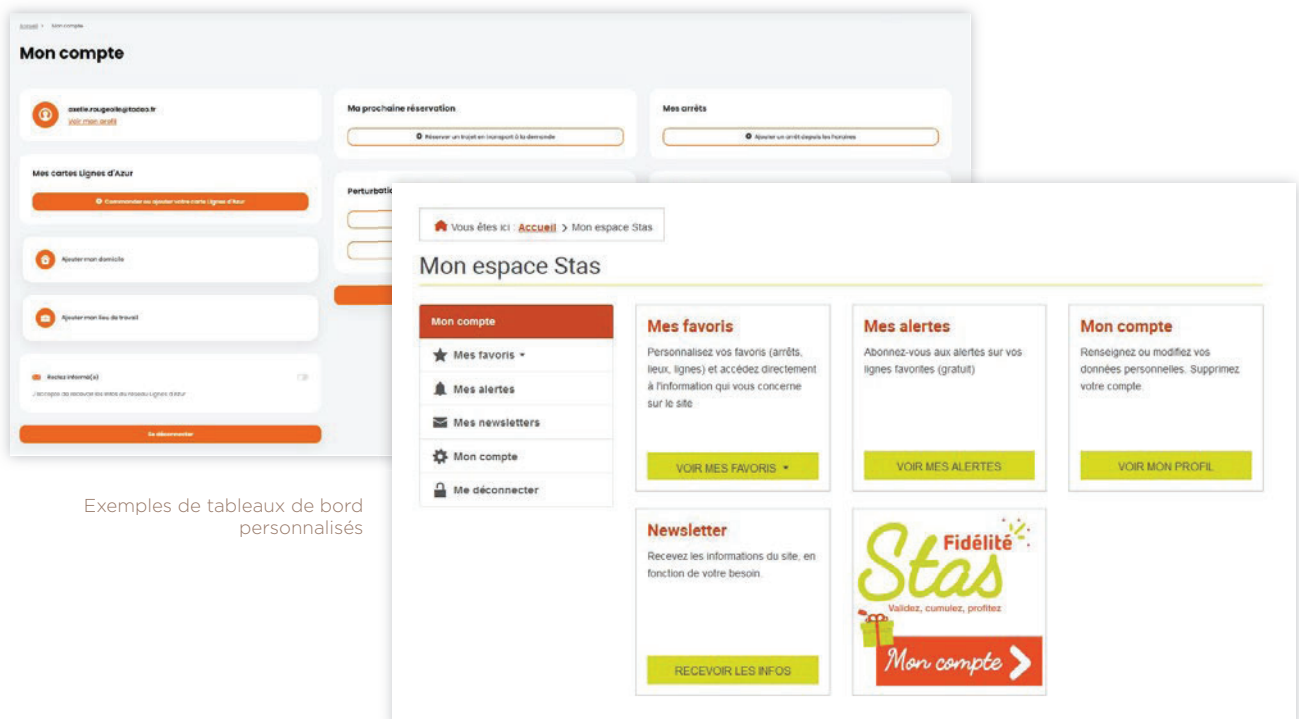 Accueil > Mon compte
Mon compte
Voir mon profil
Mes cartes Lignes d'Azur
Commander ou ajouter votre carte Lignes d'Azur
Ajouter mon domicile
Ajouter mon lieu de travail
Restez informé(e)
J'accepte de recevoir les infos du réseau Lignes d'Azur
Se déconnecter
Ma prochaine réservation
Réserver un trajet en transport à la demande
Perturbatio
Mes arrêts
Ajouter un arrêt depuis les horaires
Exemples de tableaux de bord
personnalisés
Vous êtes ici : Accueil > Mon espace Stas
Mon espace Stas
Mon compte
Mes favoris
Mes alertes
Mes newsletters
Mon compte
Me déconnecter
Mes favoris
Personnalisez vos favoris (arrêts,
lieux, lignes) et accédez directement
à l'information qui vous concerne
sur le site
VOIR MES FAVORIS
Mes alertes
Abonnez-vous aux alertes sur vos
lignes favorites (gratuit)
VOIR MES ALERTES
Mon compte
Renseignez ou modifiez vos
données personnelles. Supprimez
votre compte.
VOIR MON PROFIL
Newsletter
Recevez les informations du site, en
fonction de votre besoin.
RECEVOIR LES INFOS
Fidélité
Stas
Validez, cumulez, profitez
Mon compte